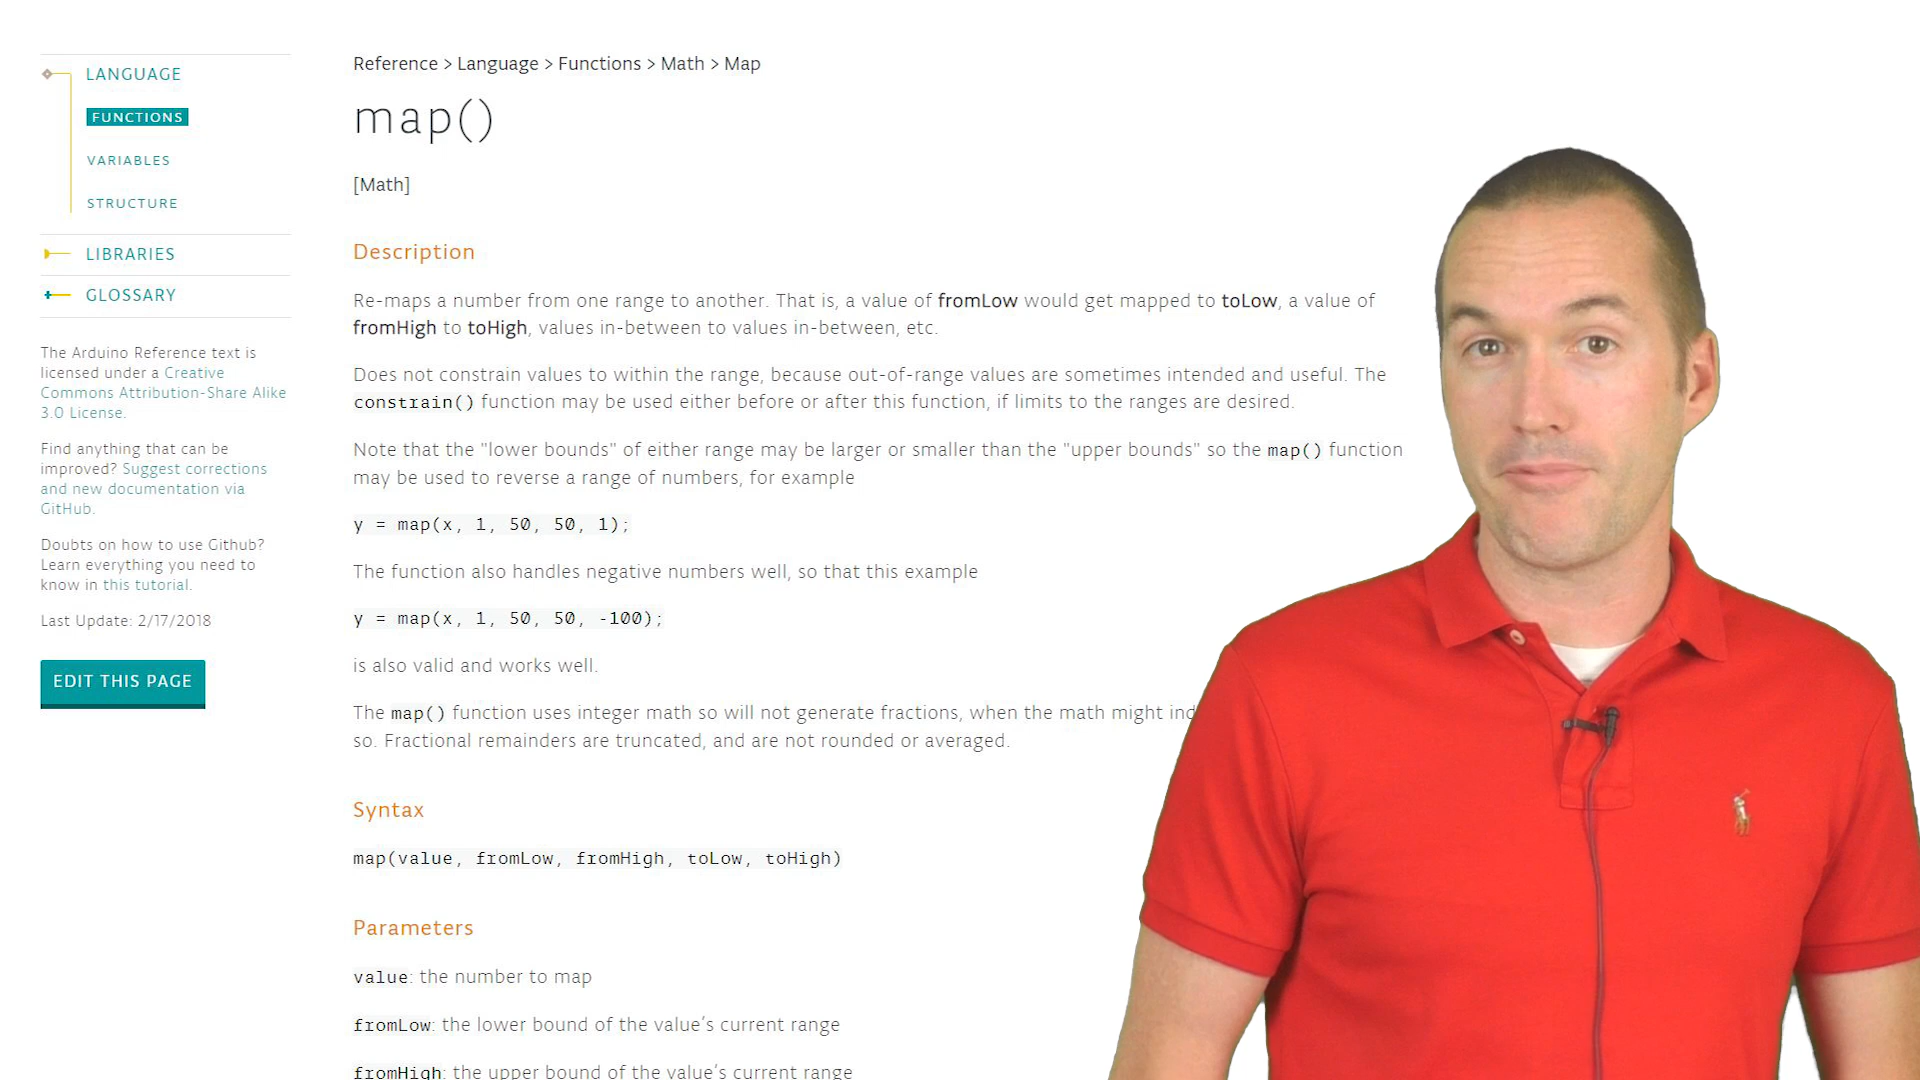 LANGUAGE
FUNCTIONS
VARIABLES
STRUCTURE
LIBRARIES
GLOSSARY
The Arduino Reference text is
licensed under a Creative
Commons Attribution-Share Alike
3.0 License.
Find anything that can be
improved? Suggest corrections
and new documentation via
GitHub.
Doubts on how to use Github?
Learn everything you need to
know in this tutorial.
Last Update: 2/17/2018
EDIT THIS PAGE
Reference > Language > Functions > Math > Map
map()
[Math]
Description
Re-maps a number from one range to another. That is, a value of fromLow would get mapped to toLow, a value of
fromHigh to toHigh, values in-between to values in-between, etc.
Does not constrain values to within the range, because out-of-range values are sometimes intended and useful. The
constrain() function may be used either before or after this function, if limits to the ranges are desired.
Note that the "lower bounds" of either range may be larger or smaller than the "upper bounds" so the map() function
may be used to reverse a range of numbers, for example
y = map(x, 1, 50, 50, 1);
The function also handles negative numbers well, so that this example
y = map(x, 1, 50, 50, -100);
is also valid and works well.
The map() function uses integer math so will not generate fractions, when the math might
so. Fractional remainders are truncated, and are not rounded or averaged.
Syntax
map(value, fromLow, fromHigh, toLow, toHigh)
Parameters
value: the number to map
fromLow: the lower bound of the value's current range
fromHigh: the upper bound of the value's current range